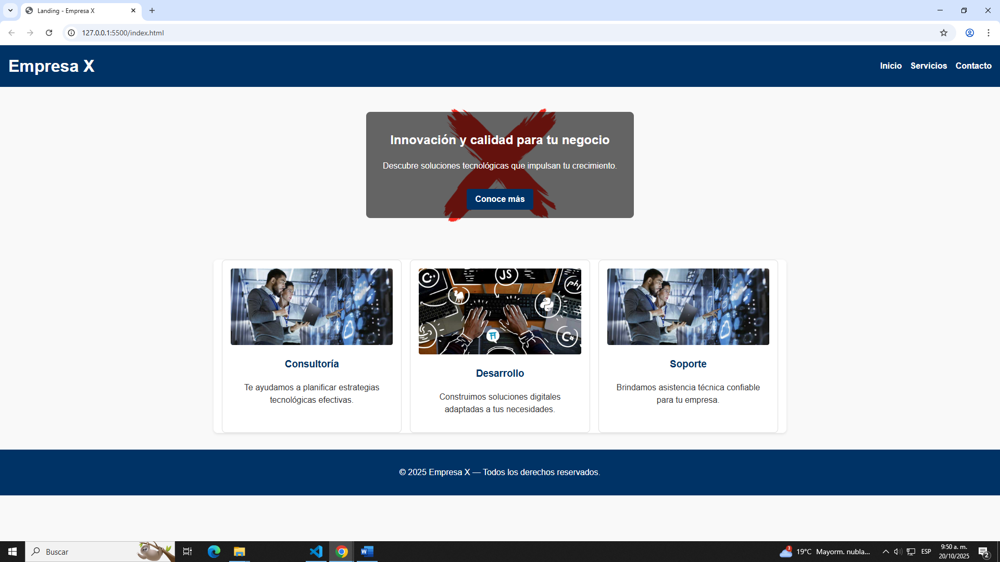 Landing - Empresa X
127.0.0.1:5500/index.html
Empresa X
Inicio Servicios Contacto
Innovación y calidad para tu negocio
Descubre soluciones tecnológicas que impulsan tu crecimiento.
Conoce más
JS
php
C#
Consultoría
Te ayudamos a planificar estrategias
tecnológicas efectivas.
Desarrollo
Construimos soluciones digitales
adaptadas a tus necesidades.
Soporte
Brindamos asistencia técnica confiable
para tu empresa.
© 2025 Empresa X — Todos los derechos reservados.
Buscar
3
19°C Mayorm. nubla...
ESP
9:50 a. m.
20/10/2025
2